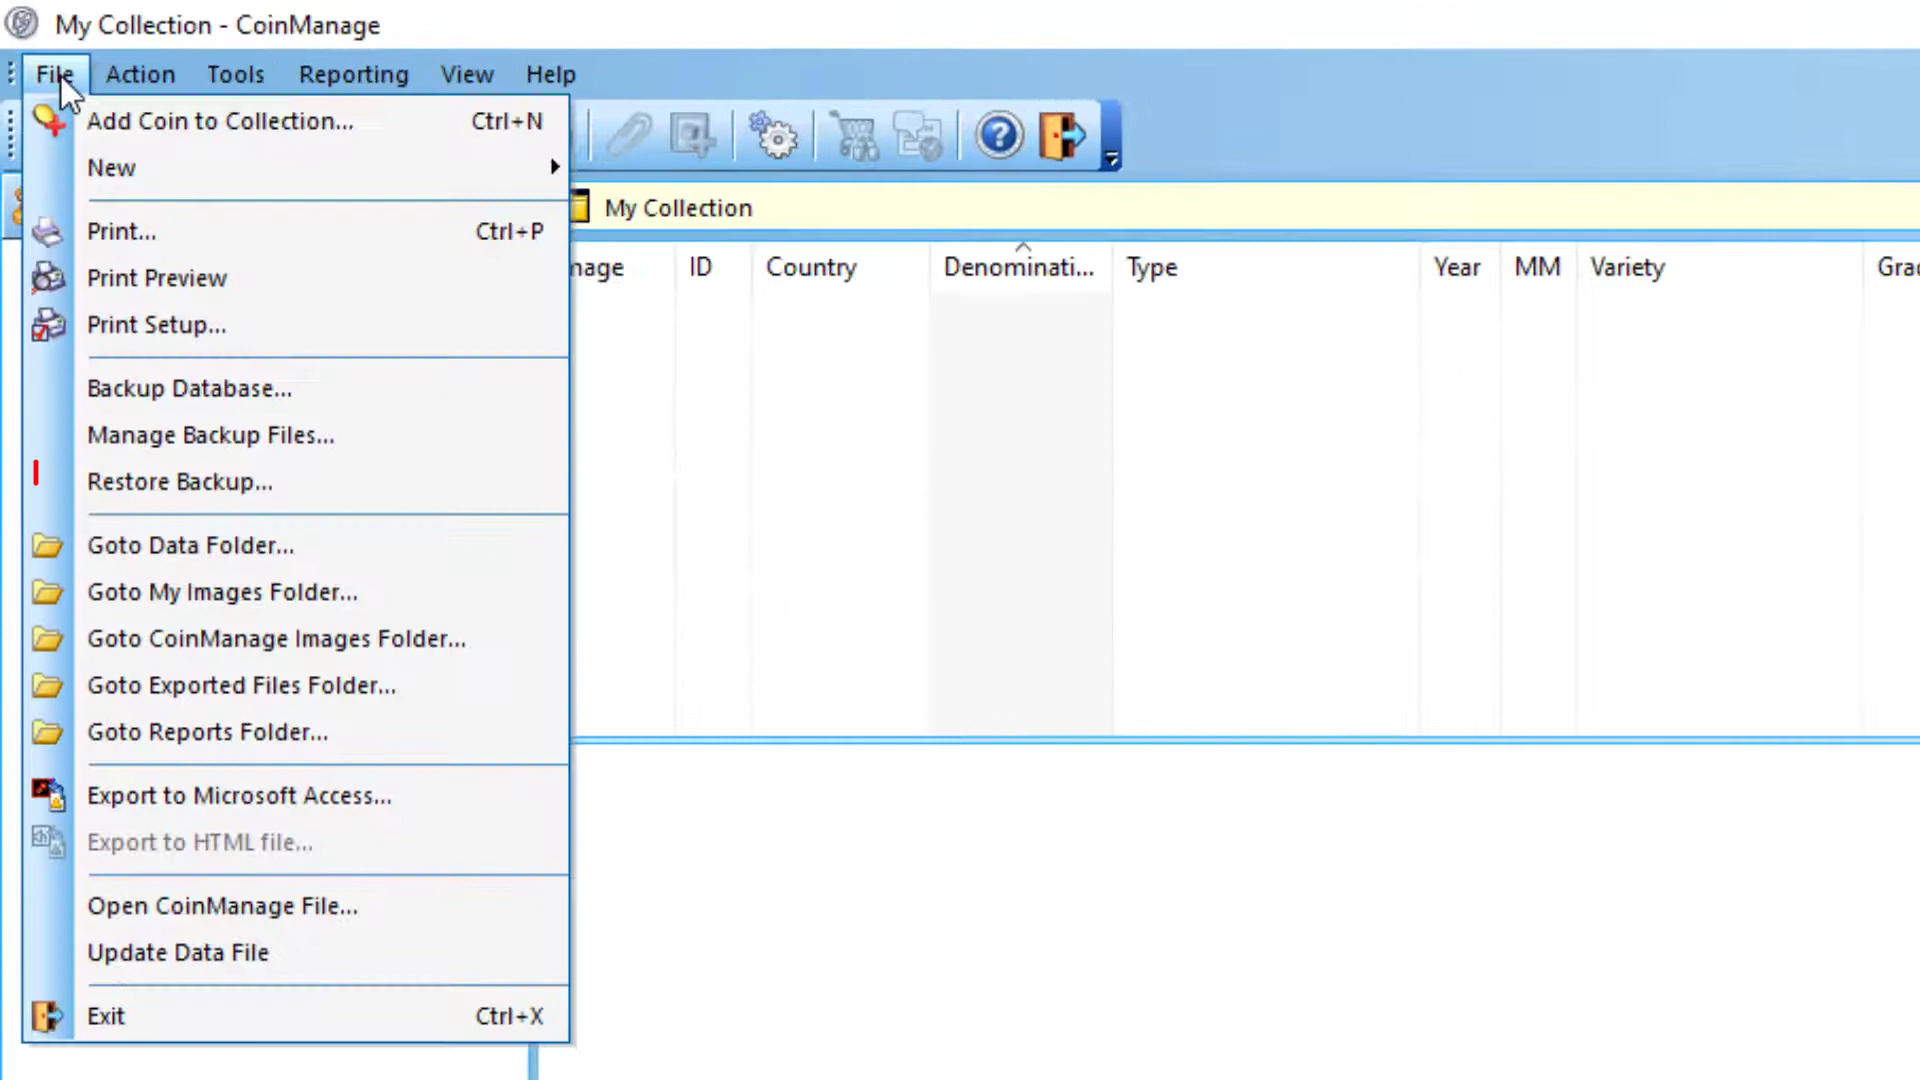 My Collection - CoinManage
File Action Tools Reporting View Help
Add Coin to Collection... Ctrl+N
New
My Collection
Print... Ctrl+P
Print Preview
Print Setup...
nage ID Country Denominati... Type Year MM Variety Grad
Backup Database...
Manage Backup Files...
Restore Backup...
Goto Data Folder...
Goto My Images Folder...
Goto CoinManage Images Folder...
Goto Exported Files Folder...
Goto Reports Folder...
Export to Microsoft Access...
Export to HTML file...
Open CoinManage File...
Update Data File
Exit Ctrl+X